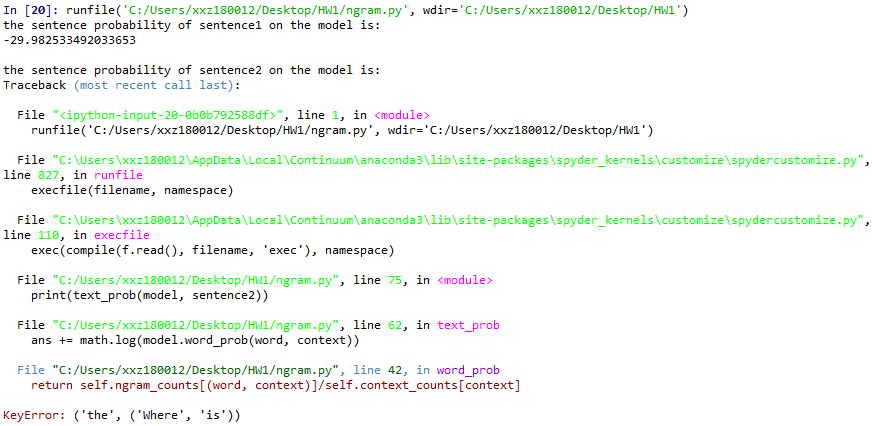 In [20]: runfile('C:/Users/xxz180012/Desktop/HW1/ngram.py', wdir='C:/Users/xxz180012/Desktop/HW1')
the sentence probability of sentence1 on the model is:
-29.982533492033653
the sentence probability of sentence2 on the model is:
Traceback (most recent call last):
File "<ipython-input-20-0b0b792588df>", line 1, in <module>
runfile('C:/Users/xxz180012/Desktop/HW1/ngram.py', wdir='C:/Users/xxz180012/Desktop/HW1')
File "C:\Users\xxz180012\AppData\Local\Continuum\anaconda3\lib\site-packages\spyder_kernels\customize\spydercustomize.py",
line 827, in runfile
execfile(filename, namespace)
File "C:\Users\xxz180012\AppData\Local\Continuum\anaconda3\lib\site-packages\spyder_kernels\customize\spydercustomize.py",
line 110, in execfile
exec(compile(f.read(), filename, 'exec'), namespace)
File "C:/Users/xxz180012/Desktop/HW1/ngram.py", line 75, in <module>
print(text_prob(model, sentence2))
File "C:/Users/xxz180012/Desktop/HW1/ngram.py", line 62, in text_prob
ans += math.log(model.word_prob(word, context))
File "C:/Users/xxz180012/Desktop/HW1/ngram.py", line 42, in word_prob
return self.ngram_counts[(word, context)]/self.context_counts[context]
KeyError: ('the', ('Where', 'is'))